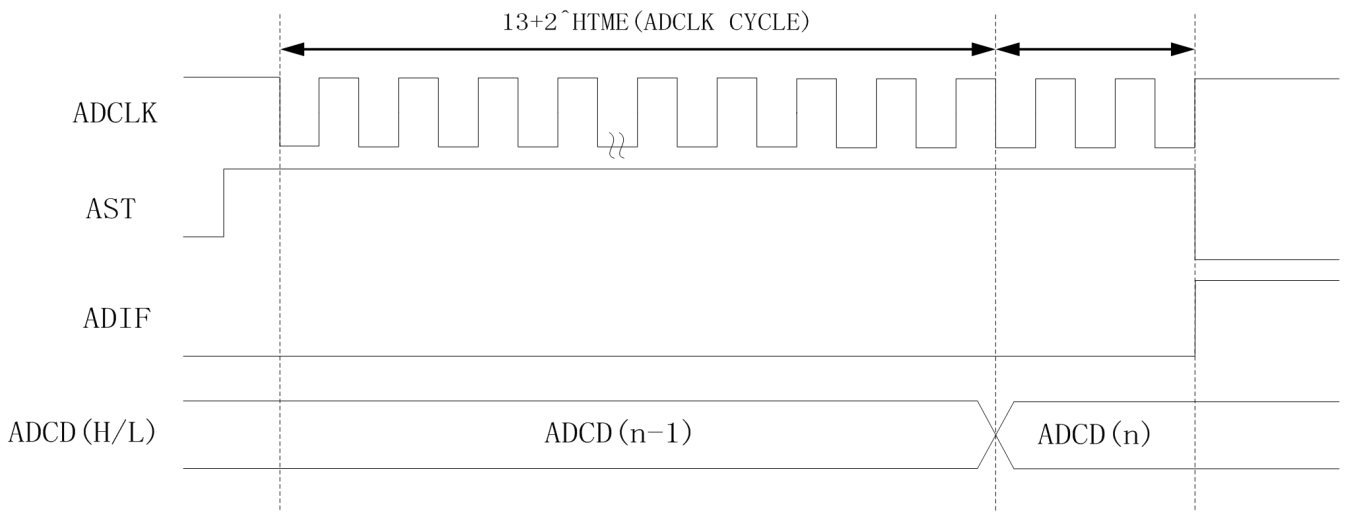 13+2^HTME(ADCLK CYCLE)
ADCLK
AST
ADIF
ADCD(H/L)
ADCD(n-1)
ADCD(n)